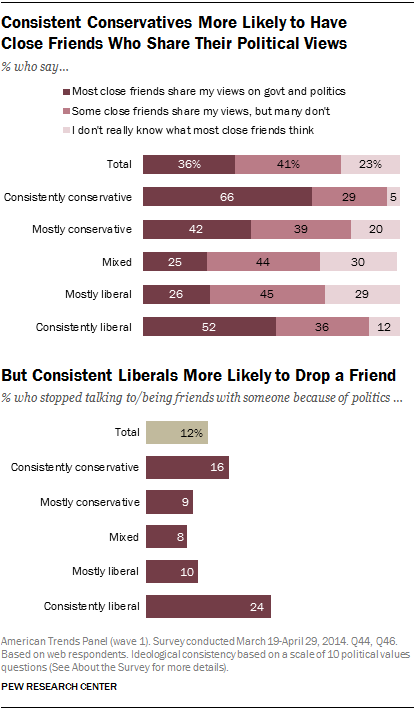 Consistent Conservatives More Likely to Have
Close Friends Who Share Their Political Views
% who say...
Most close friends share my views on govt and politics
Some close friends share my views, but many don't
I don't really know what most close friends think
Total 36% 41% 23%
Consistently conservative 66 29 5
Mostly conservative 42 39 20
Mixed 25 44 30
Mostly liberal 26 45 29
Consistently liberal 52 36 12
But Consistent Liberals More Likely to Drop a Friend
% who stopped talking to/being friends with someone because of politics ...
Total 12%
Consistently conservative 16
Mostly conservative 9
Mixed 8
Mostly liberal 10
Consistently liberal 24
American Trends Panel (wave 1). Survey conducted March 19-April 29, 2014. Q44, Q46.
Based on web respondents. Ideological consistency based on a scale of 10 political values
questions (See About the Survey for more details).
PEW RESEARCH CENTER